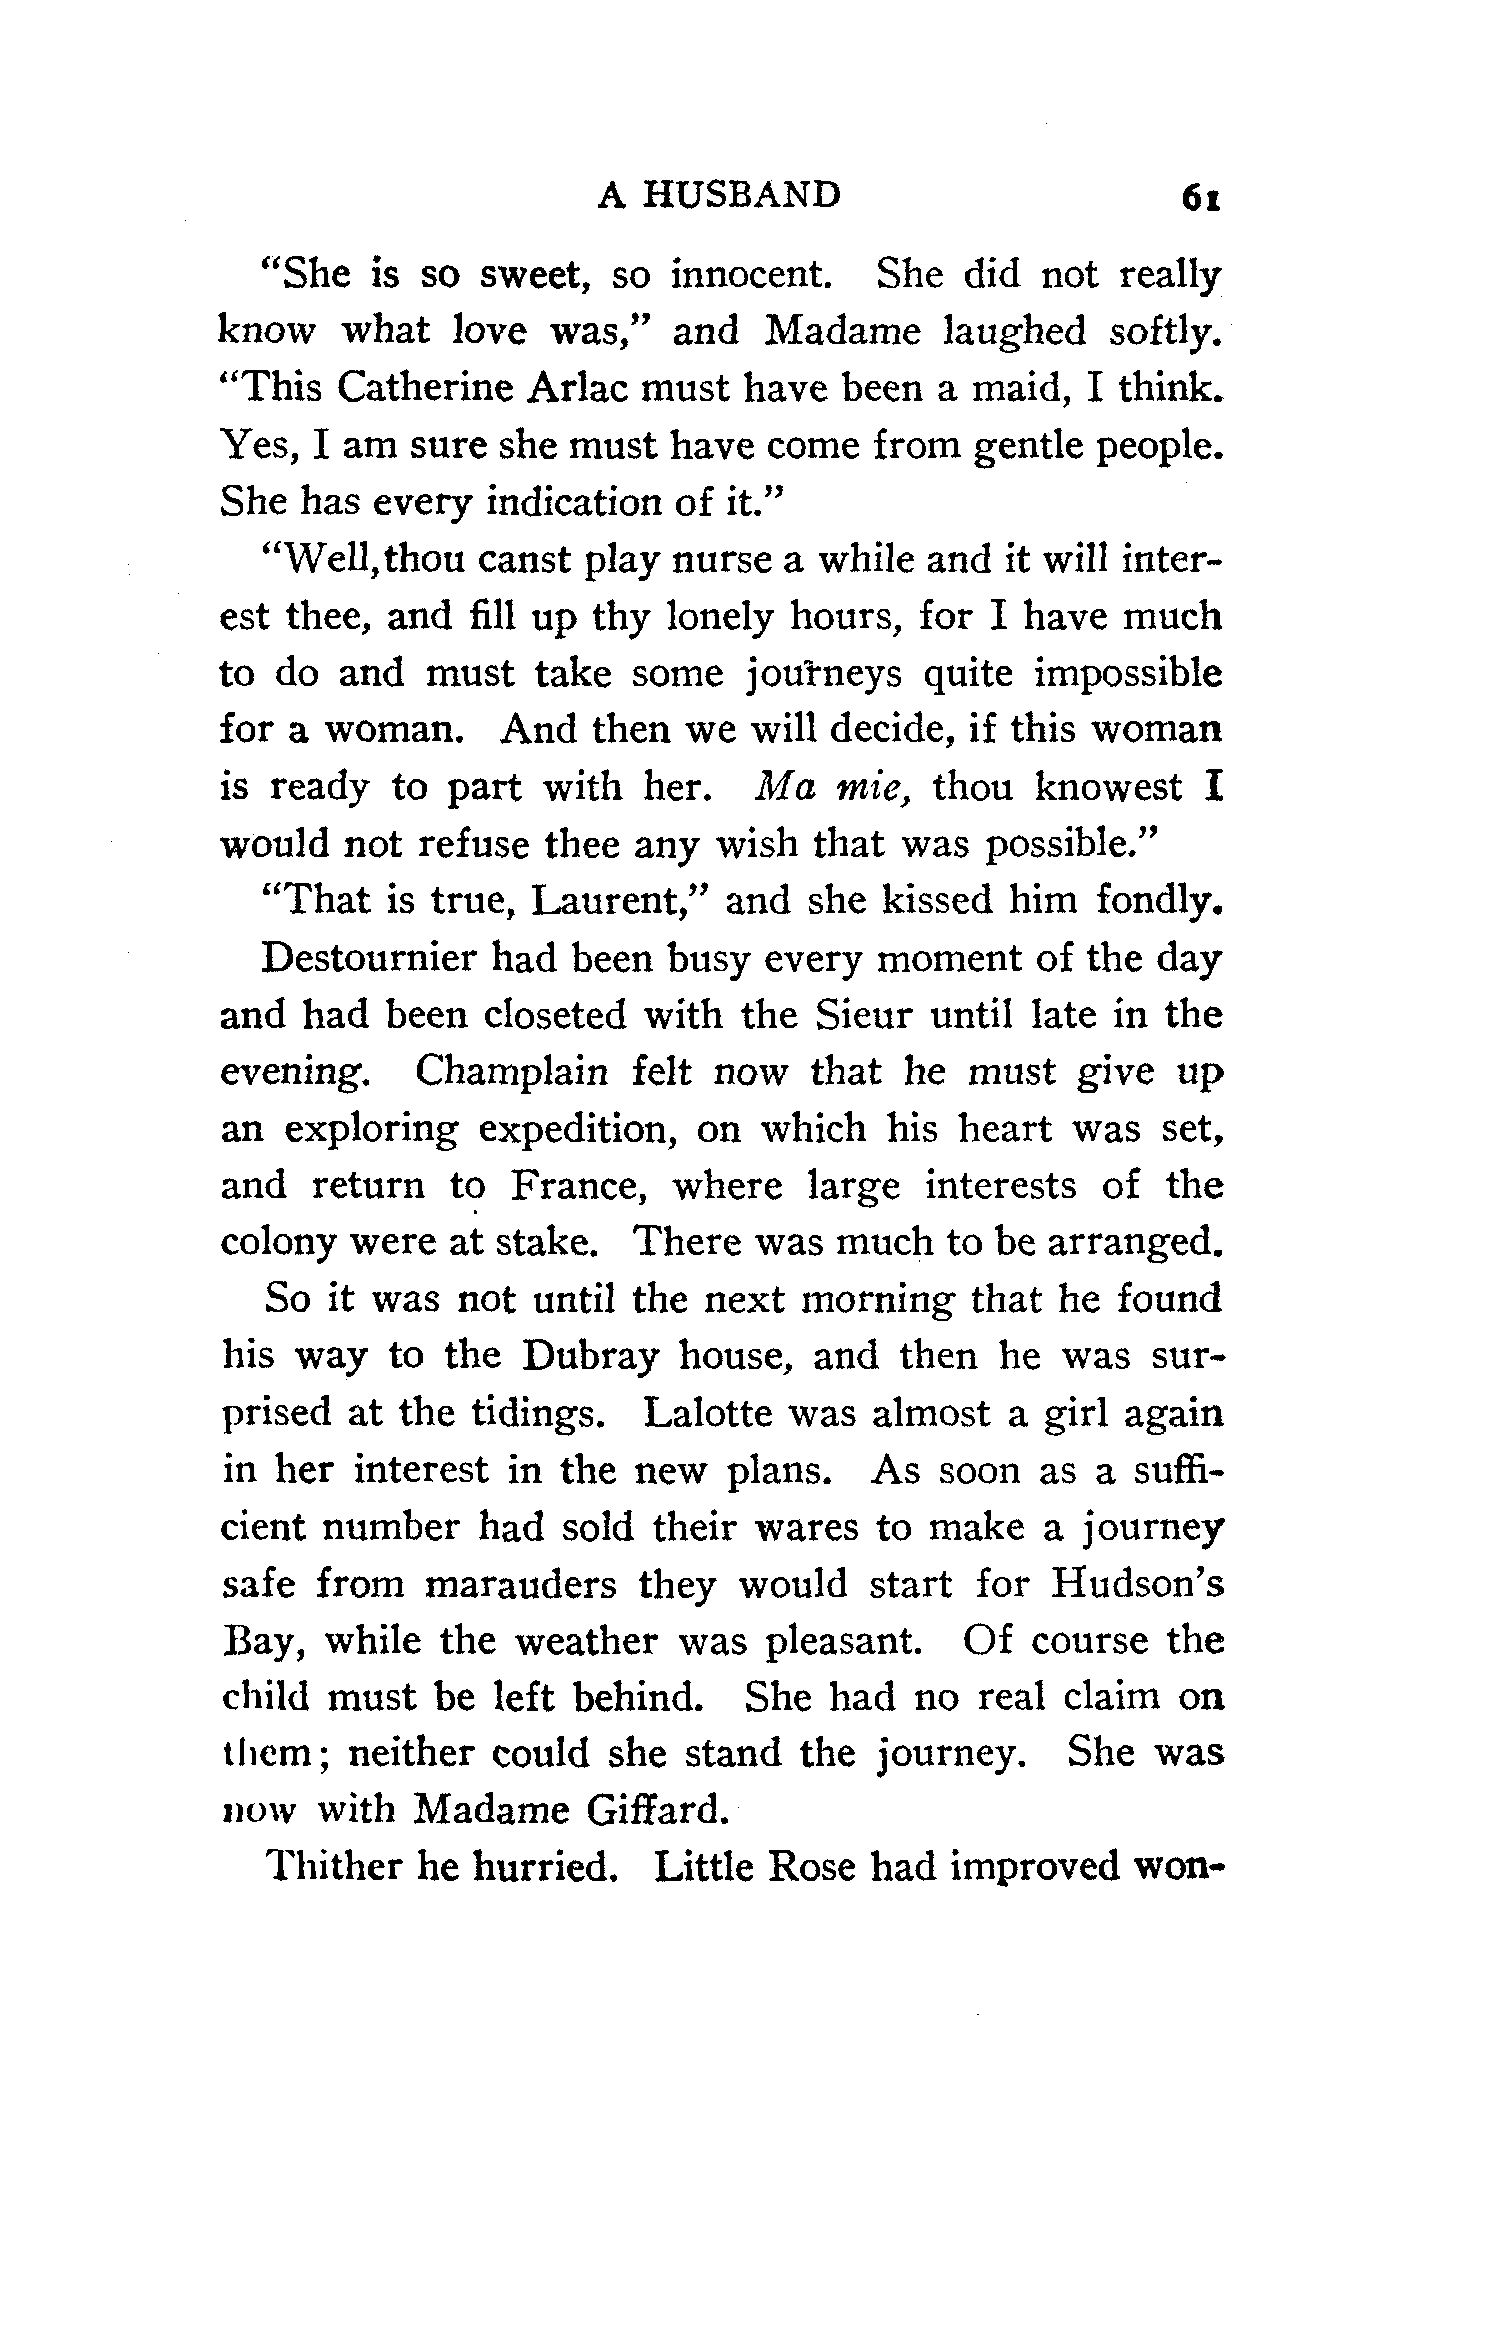 A HUSBAND 61
“She is so sweet, so innocent. She did not really
know what love was,” and Madame laughed softly.
“This Catherine Arlac must have been a maid, I think.
Yes, I am sure she must have come from gentle people.
She has every indication of it.”
“Well,thou canst play nurse a while and it will inter-
est thee, and fill up thy lonely hours, for I have much
to do and must take some journeys quite impossible
for a woman. And then we will decide, if this woman
is ready to part with her. Ma mie, thou knowest I
would not refuse thee any wish that was possible.”
“That is true, Laurent,” and she kissed him fondly.
Destournier had been busy every moment of the day
and had been closeted with the Sieur until late in the
evening. Champlain felt now that he must give up
an exploring expedition, on which his heart was set,
and return to France, where large interests of the
colony were at stake. There was much to be arranged.
So it was not until the next morning that he found
his way to the Dubray house, and then he was sur-
prised at the tidings. Lalotte was almost a girl again
in her interest in the new plans. As soon as a suffi-
cient number had sold their wares to make a journey
safe from marauders they would start for Hudson’s
Bay, while the weather was pleasant. Of course the
child must be left behind. She had no real claim on
them; neither could she stand the journey. She was
now with Madame Giffard.
Thither he hurried. Little Rose had improved won-